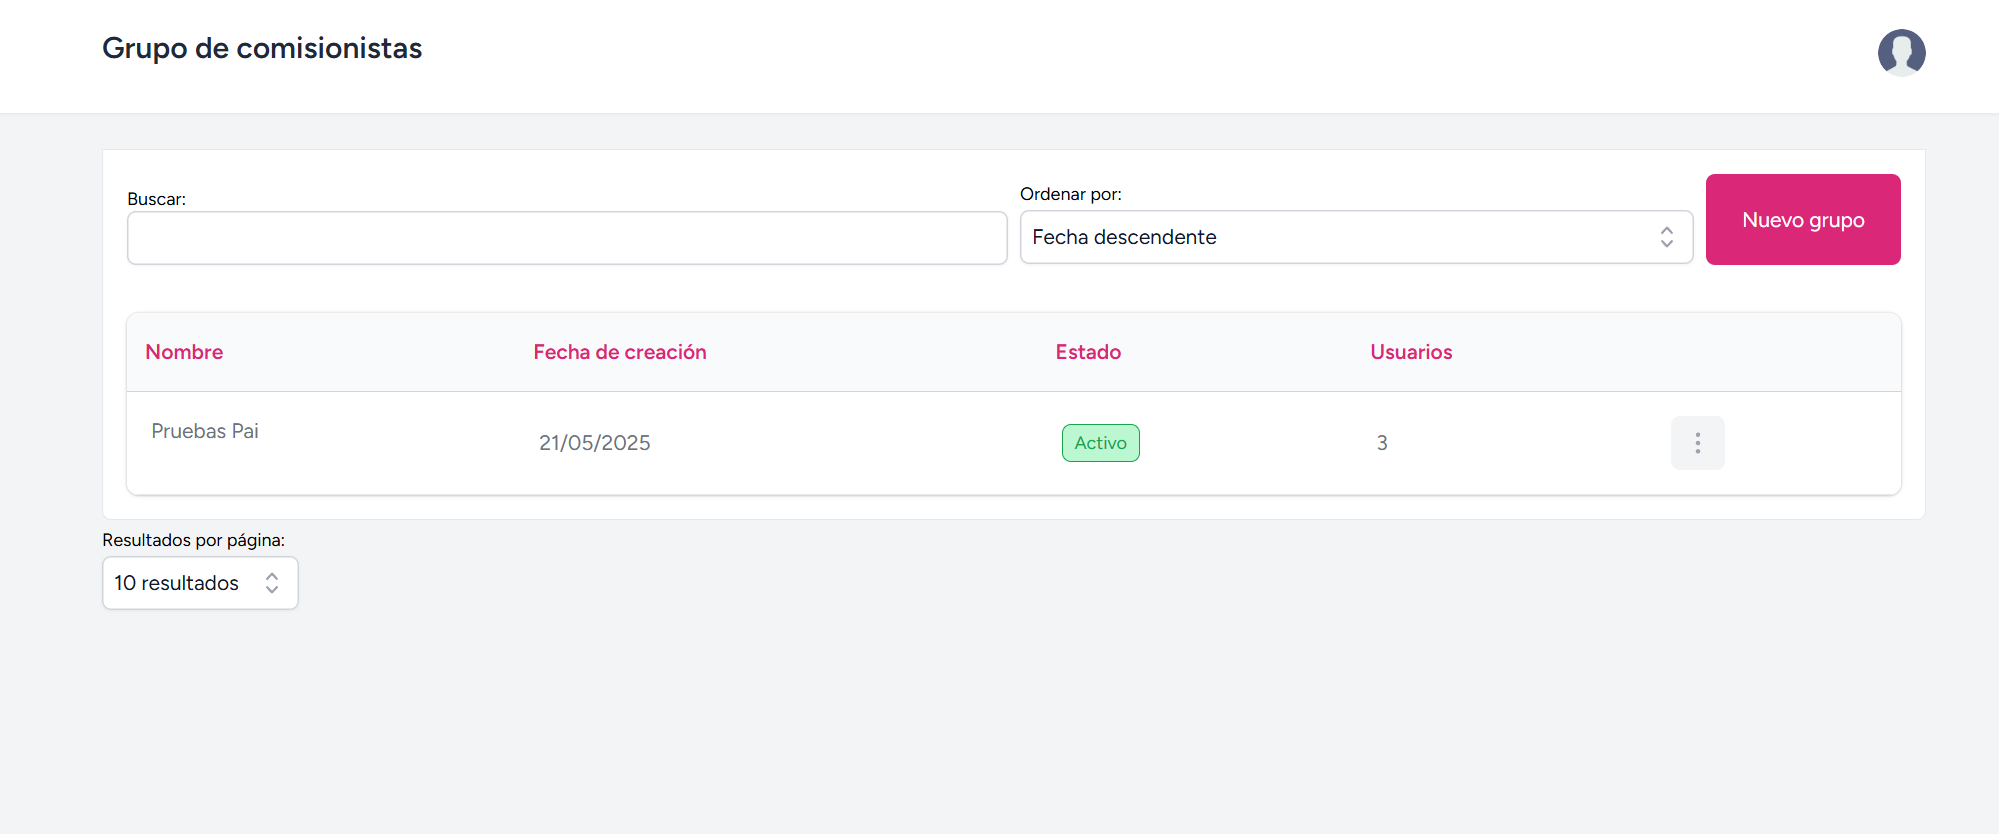 Grupo de comisionistas
Buscar:
Ordenar por:
Fecha descendente
Nuevo grupo
Nombre Fecha de creación Estado Usuarios
Pruebas Pai 21/05/2025 Activo 3
Resultados por página:
10 resultados